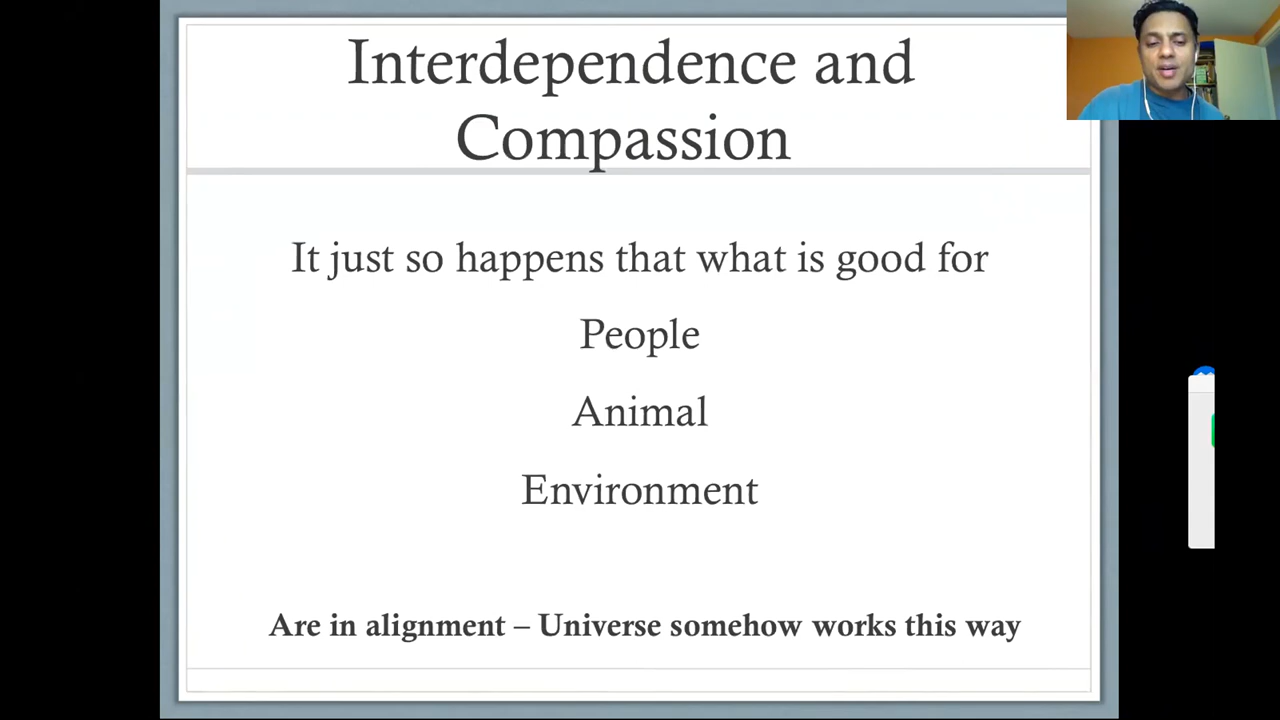 Interdependence and
Compassion
It just so happens that what is good for
People
Animal
Environment
Are in alignment – Universe somehow works this way